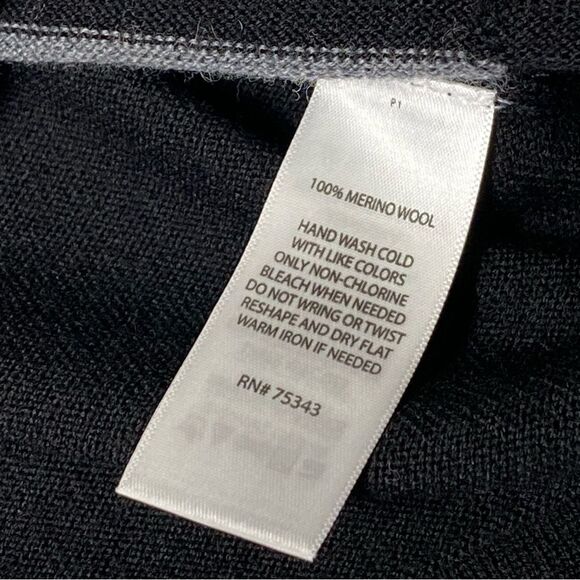 P1
100% MERINO WOOL
HAND WASH COLD
WITH LIKE COLORS
ONLY NON-CHLORINE
BLEACH WHEN NEEDED
DO NOT WRING OR TWIST
RESHAPE AND DRY FLAT
WARM IRON IF NEEDED
RN# 75343